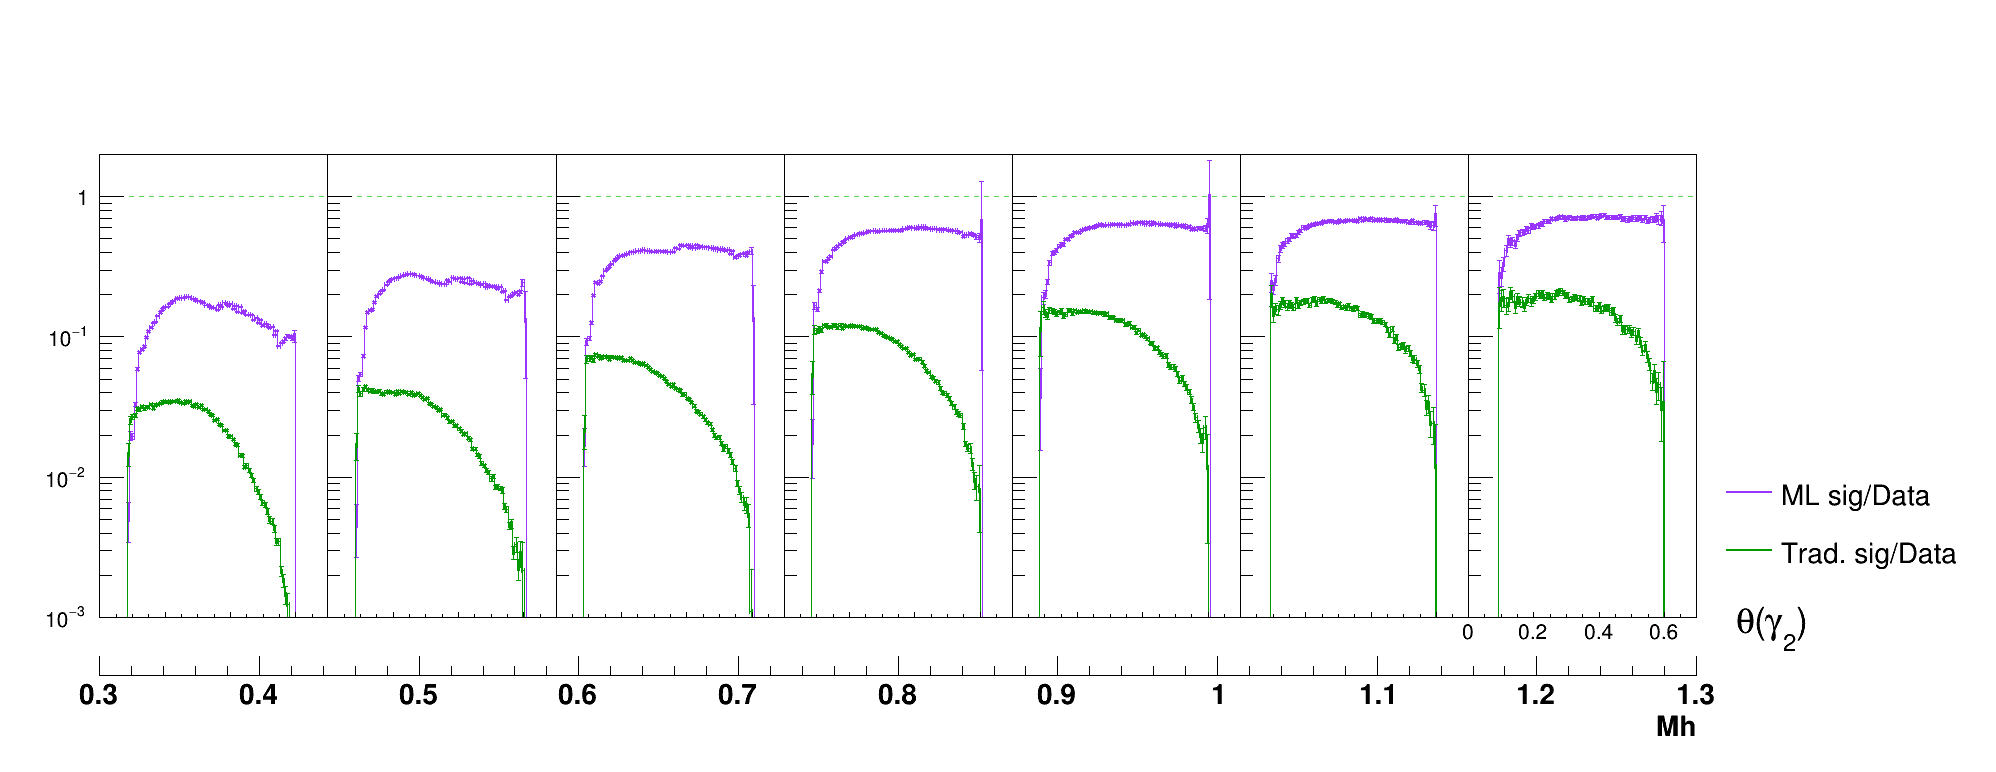 1
10−1
10−2
10−3
ML sig/Data
Trad. sig/Data
θ(γ2)
0 0.2 0.4 0.6
0.3 0.4 0.5 0.6 0.7 0.8 0.9 1 1.1 1.2 1.3
Mh